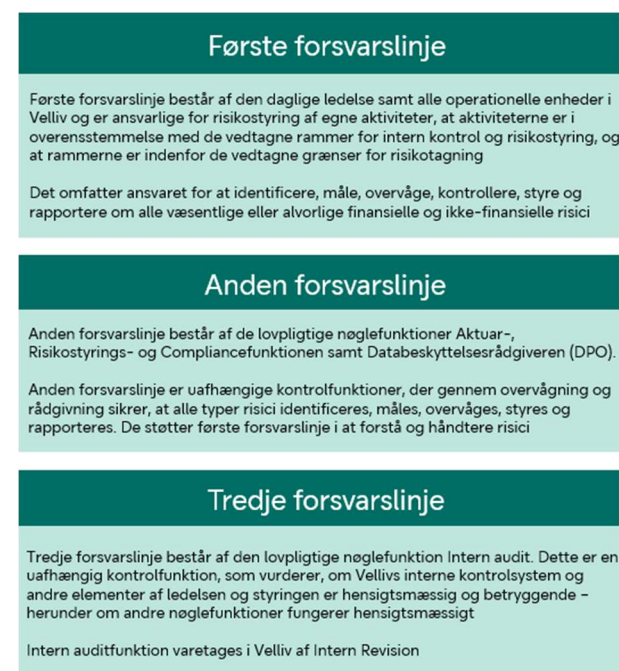 Første forsvarslinje
Første forsvarslinje består af den daglige ledelse samt alle operationelle enheder i
Velliv og er ansvarlige for risikostyring af egne aktiviteter, at aktiviteterne er i
overensstemmelse med de vedtagne rammer for intern kontrol og risikostyring, og
at rammerne er indenfor de vedtagne grænser for risikotagning
Det omfatter ansvaret for at identificere, måle, overvåge, kontrollere, styre og
rapportere om alle væsentlige eller alvorlige finansielle og ikke-finansielle risici
Anden forsvarslinje
Anden forsvarslinje består af de lovpligtige nøglefunktioner Aktuar-,
Risikostyrings- og Compliancefunktionen samt Databeskyttelsesrådgiveren (DPO).
Anden forsvarslinje er uafhængige kontrolfunktioner, der gennem overvågning og
rådgivning sikrer, at alle typer risici identificeres, måles, overvåges, styres og
rapporteres. De støtter første forsvarslinje i at forstå og håndtere risici
Tredje forsvarslinje
Tredje forsvarslinje består af den lovpligtige nøglefunktion Intern audit. Dette er en
uafhængig kontrolfunktion, som vurderer, om Vellivs interne kontrolsystem og
andre elementer af ledelsen og styringen er hensigtsmæssig og betryggende –
herunder om andre nøglefunktioner fungerer hensigtsmæssigt
Intern auditfunktion varetages i Velliv af Intern Revision